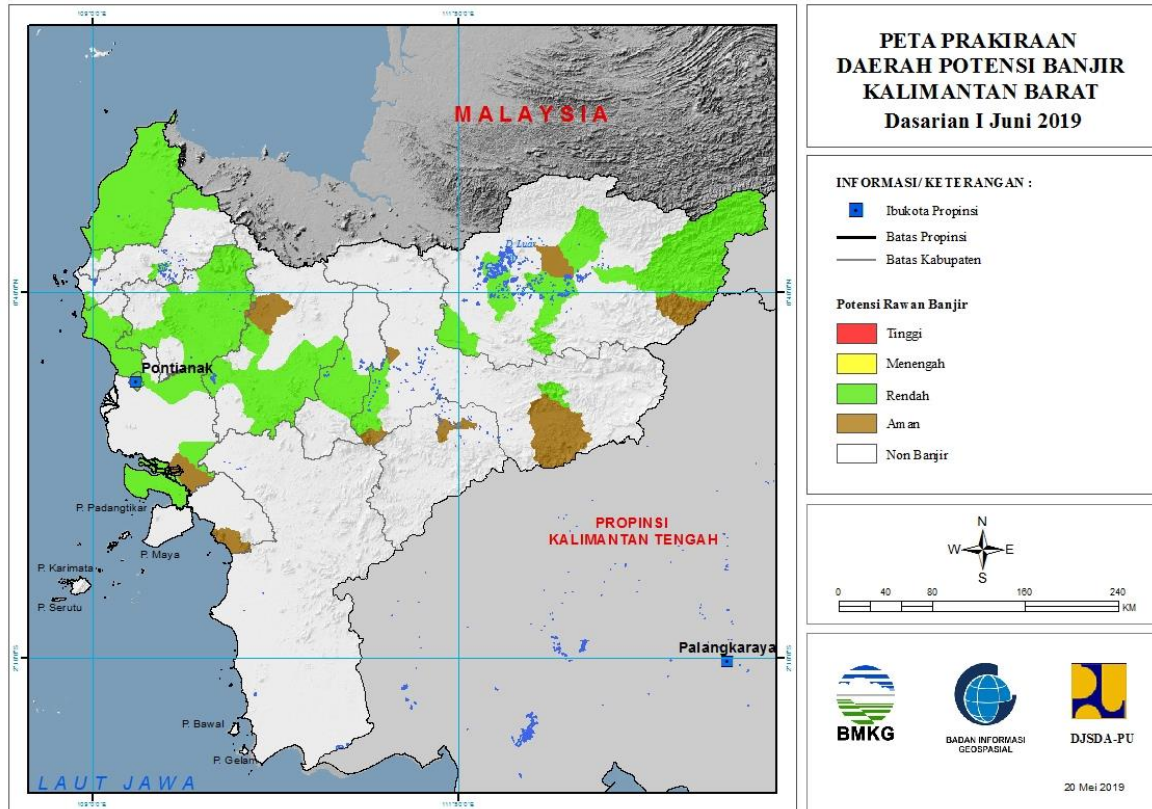 PETA PRAKIRAAN
DAERAH POTENSI BANJIR
KALIMANTAN BARAT
Dasarian I Juni 2019
INFORMASI/ KETERANGAN :
Ibukota Propinsi
Batas Propinsi
Batas Kabupaten
Potensi Rawan Banjir
Tinggi
Menengah
Rendah
Aman
Non Banjir
N
W E
S
0 40 80 160 240
KM
BMKG
BADAN INFORMASI
GEOSPASIAL
DJSDA-PU
20 Mei 2019
MALAYSIA
D. Luar
Pontianak
P. Padangtikar
P. Maya
P. Karimata
P. Serutu
PROPINSI
KALIMANTAN TENGAH
Palangkaraya
P. Bawal
P. Gelam
LAUT JAWA